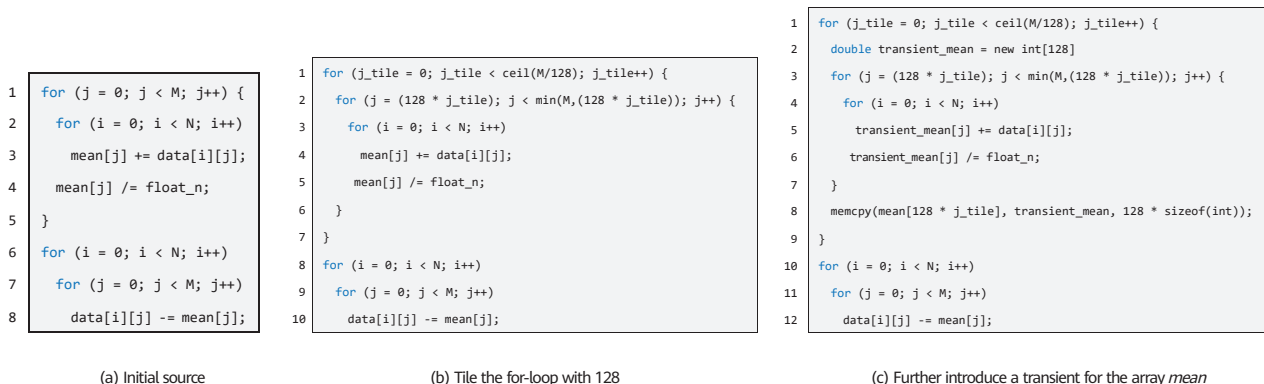 1 for (j = 0; j < M; j++) {
2 for (i = 0; i < N; i++)
3 mean[j] += data[i][j];
4 mean[j] /= float_n;
5 }
6 for (i = 0; i < N; i++)
7 for (j = 0; j < M; j++)
8 data[i][j] -= mean[j];
(a) Initial source
1 for (j_tile = 0; j_tile < ceil(M/128); j_tile++) {
2 for (j = (128 * j_tile); j < min(M,(128 * j_tile)); j++) {
3 for (i = 0; i < N; i++)
4 mean[j] += data[i][j];
5 mean[j] /= float_n;
6 }
7 }
8 for (i = 0; i < N; i++)
9 for (j = 0; j < M; j++)
10 data[i][j] -= mean[j];
(b) Tile the for-loop with 128
1 for (j_tile = 0; j_tile < ceil(M/128); j_tile++) {
2 double transient_mean = new int[128]
3 for (j = (128 * j_tile); j < min(M,(128 * j_tile)); j++) {
4 for (i = 0; i < N; i++)
5 transient_mean[j] += data[i][j];
6 transient_mean[j] /= float_n;
7 }
8 memcpy(mean[128 * j_tile], transient_mean, 128 * sizeof(int));
9 }
10 for (i = 0; i < N; i++)
11 for (j = 0; j < M; j++)
12 data[i][j] -= mean[j];
(c) Further introduce a transient for the array mean